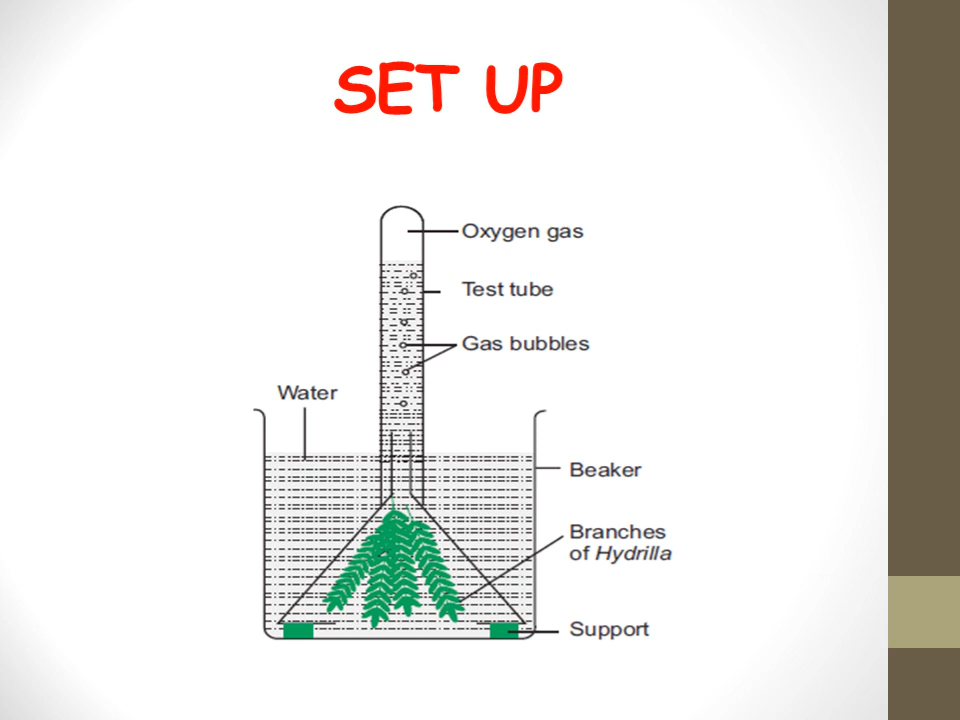 SET UP
Oxygen gas
Test tube
Gas bubbles
Water
Beaker
Branches
of Hydrilla
Support